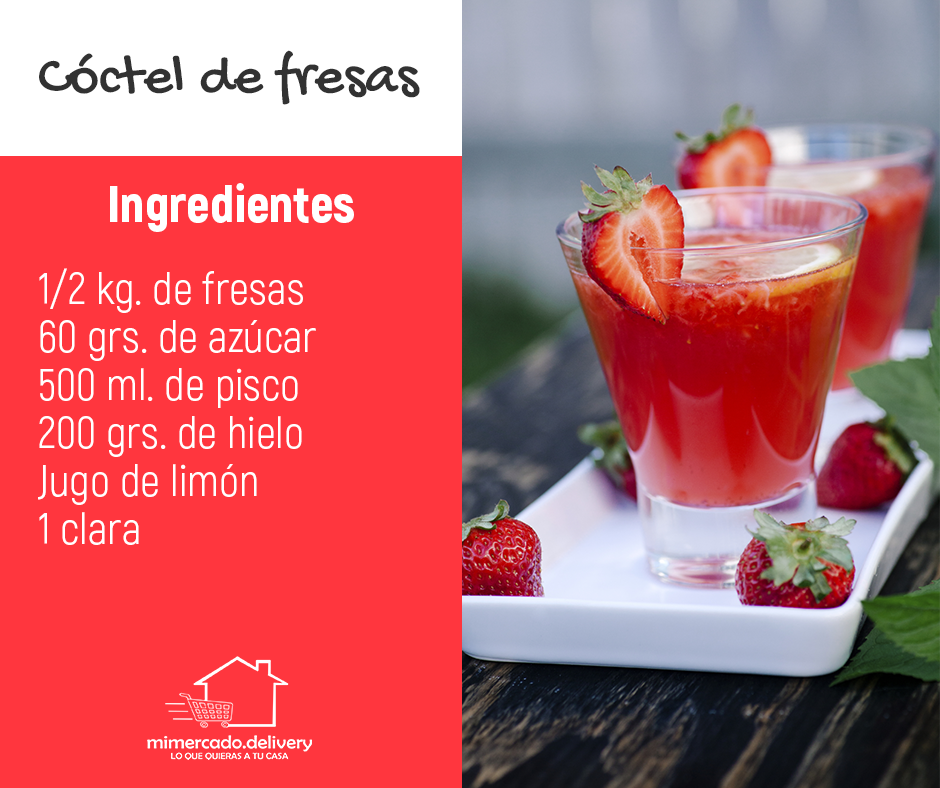 Cóctel de fresas
Ingredientes
1/2 kg. de fresas
60 grs. de azúcar
500 ml. de pisco
200 grs. de hielo
Jugo de limón
1 clara
mimercado.delivery
LO QUE QUIERAS A TU CASA